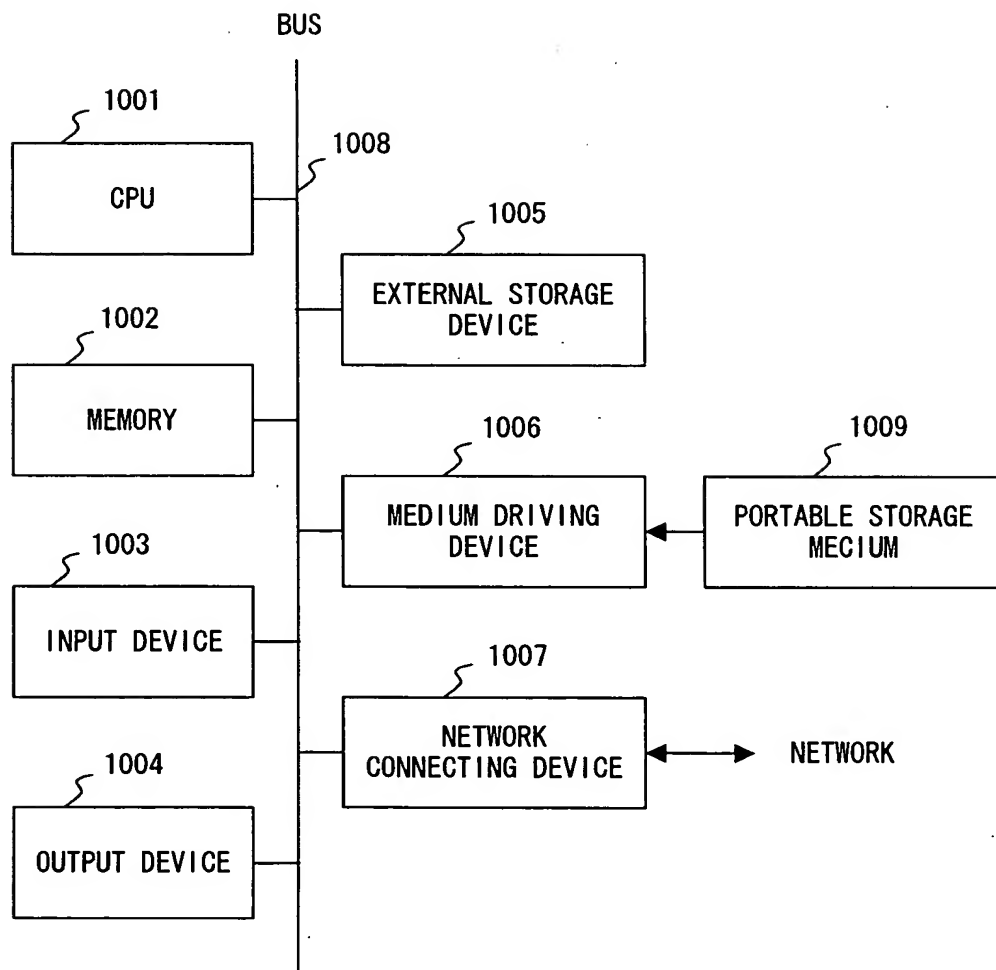 BUS
1001
CPU
1008
1005
EXTERNAL STORAGE
DEVICE
1002
MEMORY
1006
MEDIUM DRIVING
DEVICE
1009
PORTABLE STORAGE
MECIUM
1003
INPUT DEVICE
1007
NETWORK
CONNECTING DEVICE
NETWORK
1004
OUTPUT DEVICE